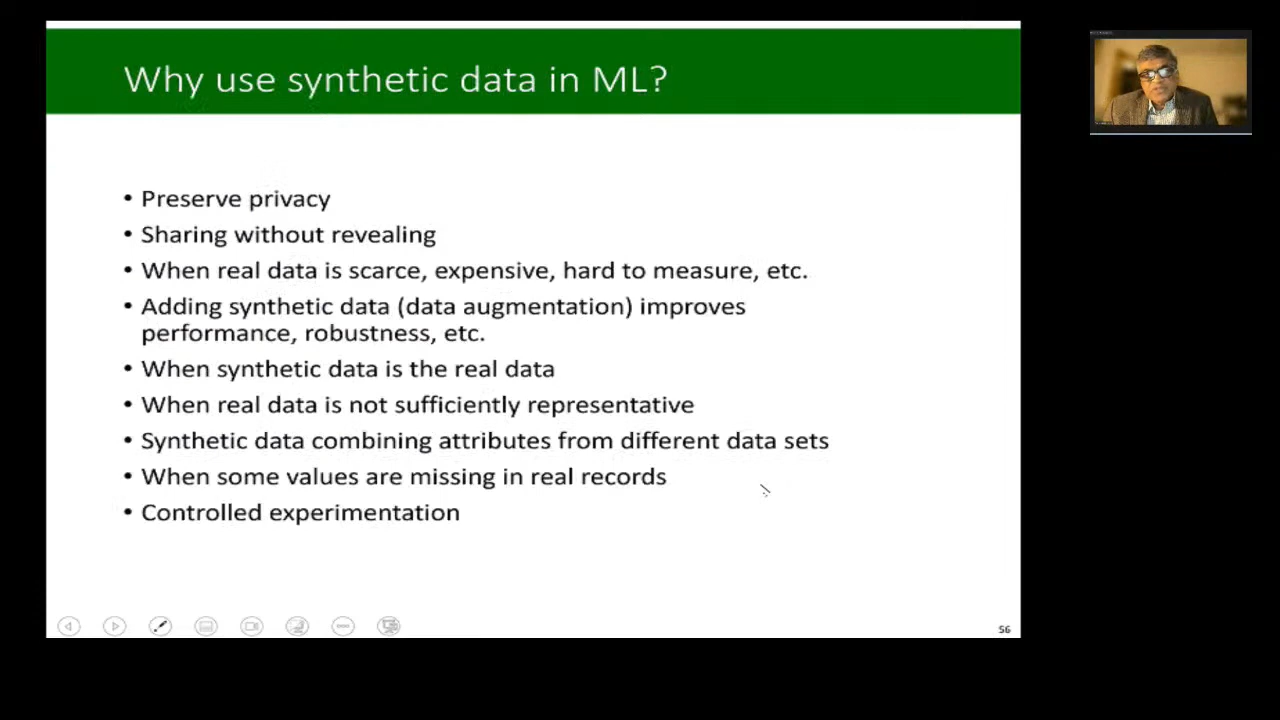 Why use synthetic data in ML?
• Preserve privacy
• Sharing without revealing
• When real data is scarce, expensive, hard to measure, etc.
• Adding synthetic data (data augmentation) improves
performance, robustness, etc.
• When synthetic data is the real data
• When real data is not sufficiently representative
• Synthetic data combining attributes from different data sets
• When some values are missing in real records
• Controlled experimentation
56